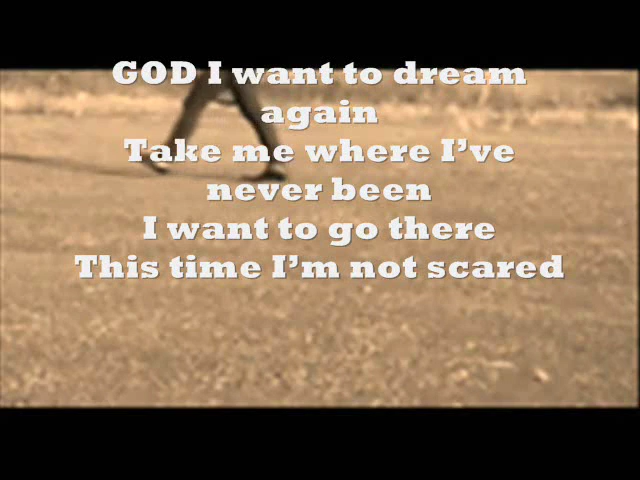 GOD I want to dream
again
Take me where I’ve
never been
I want to go there
This time I’m not scared